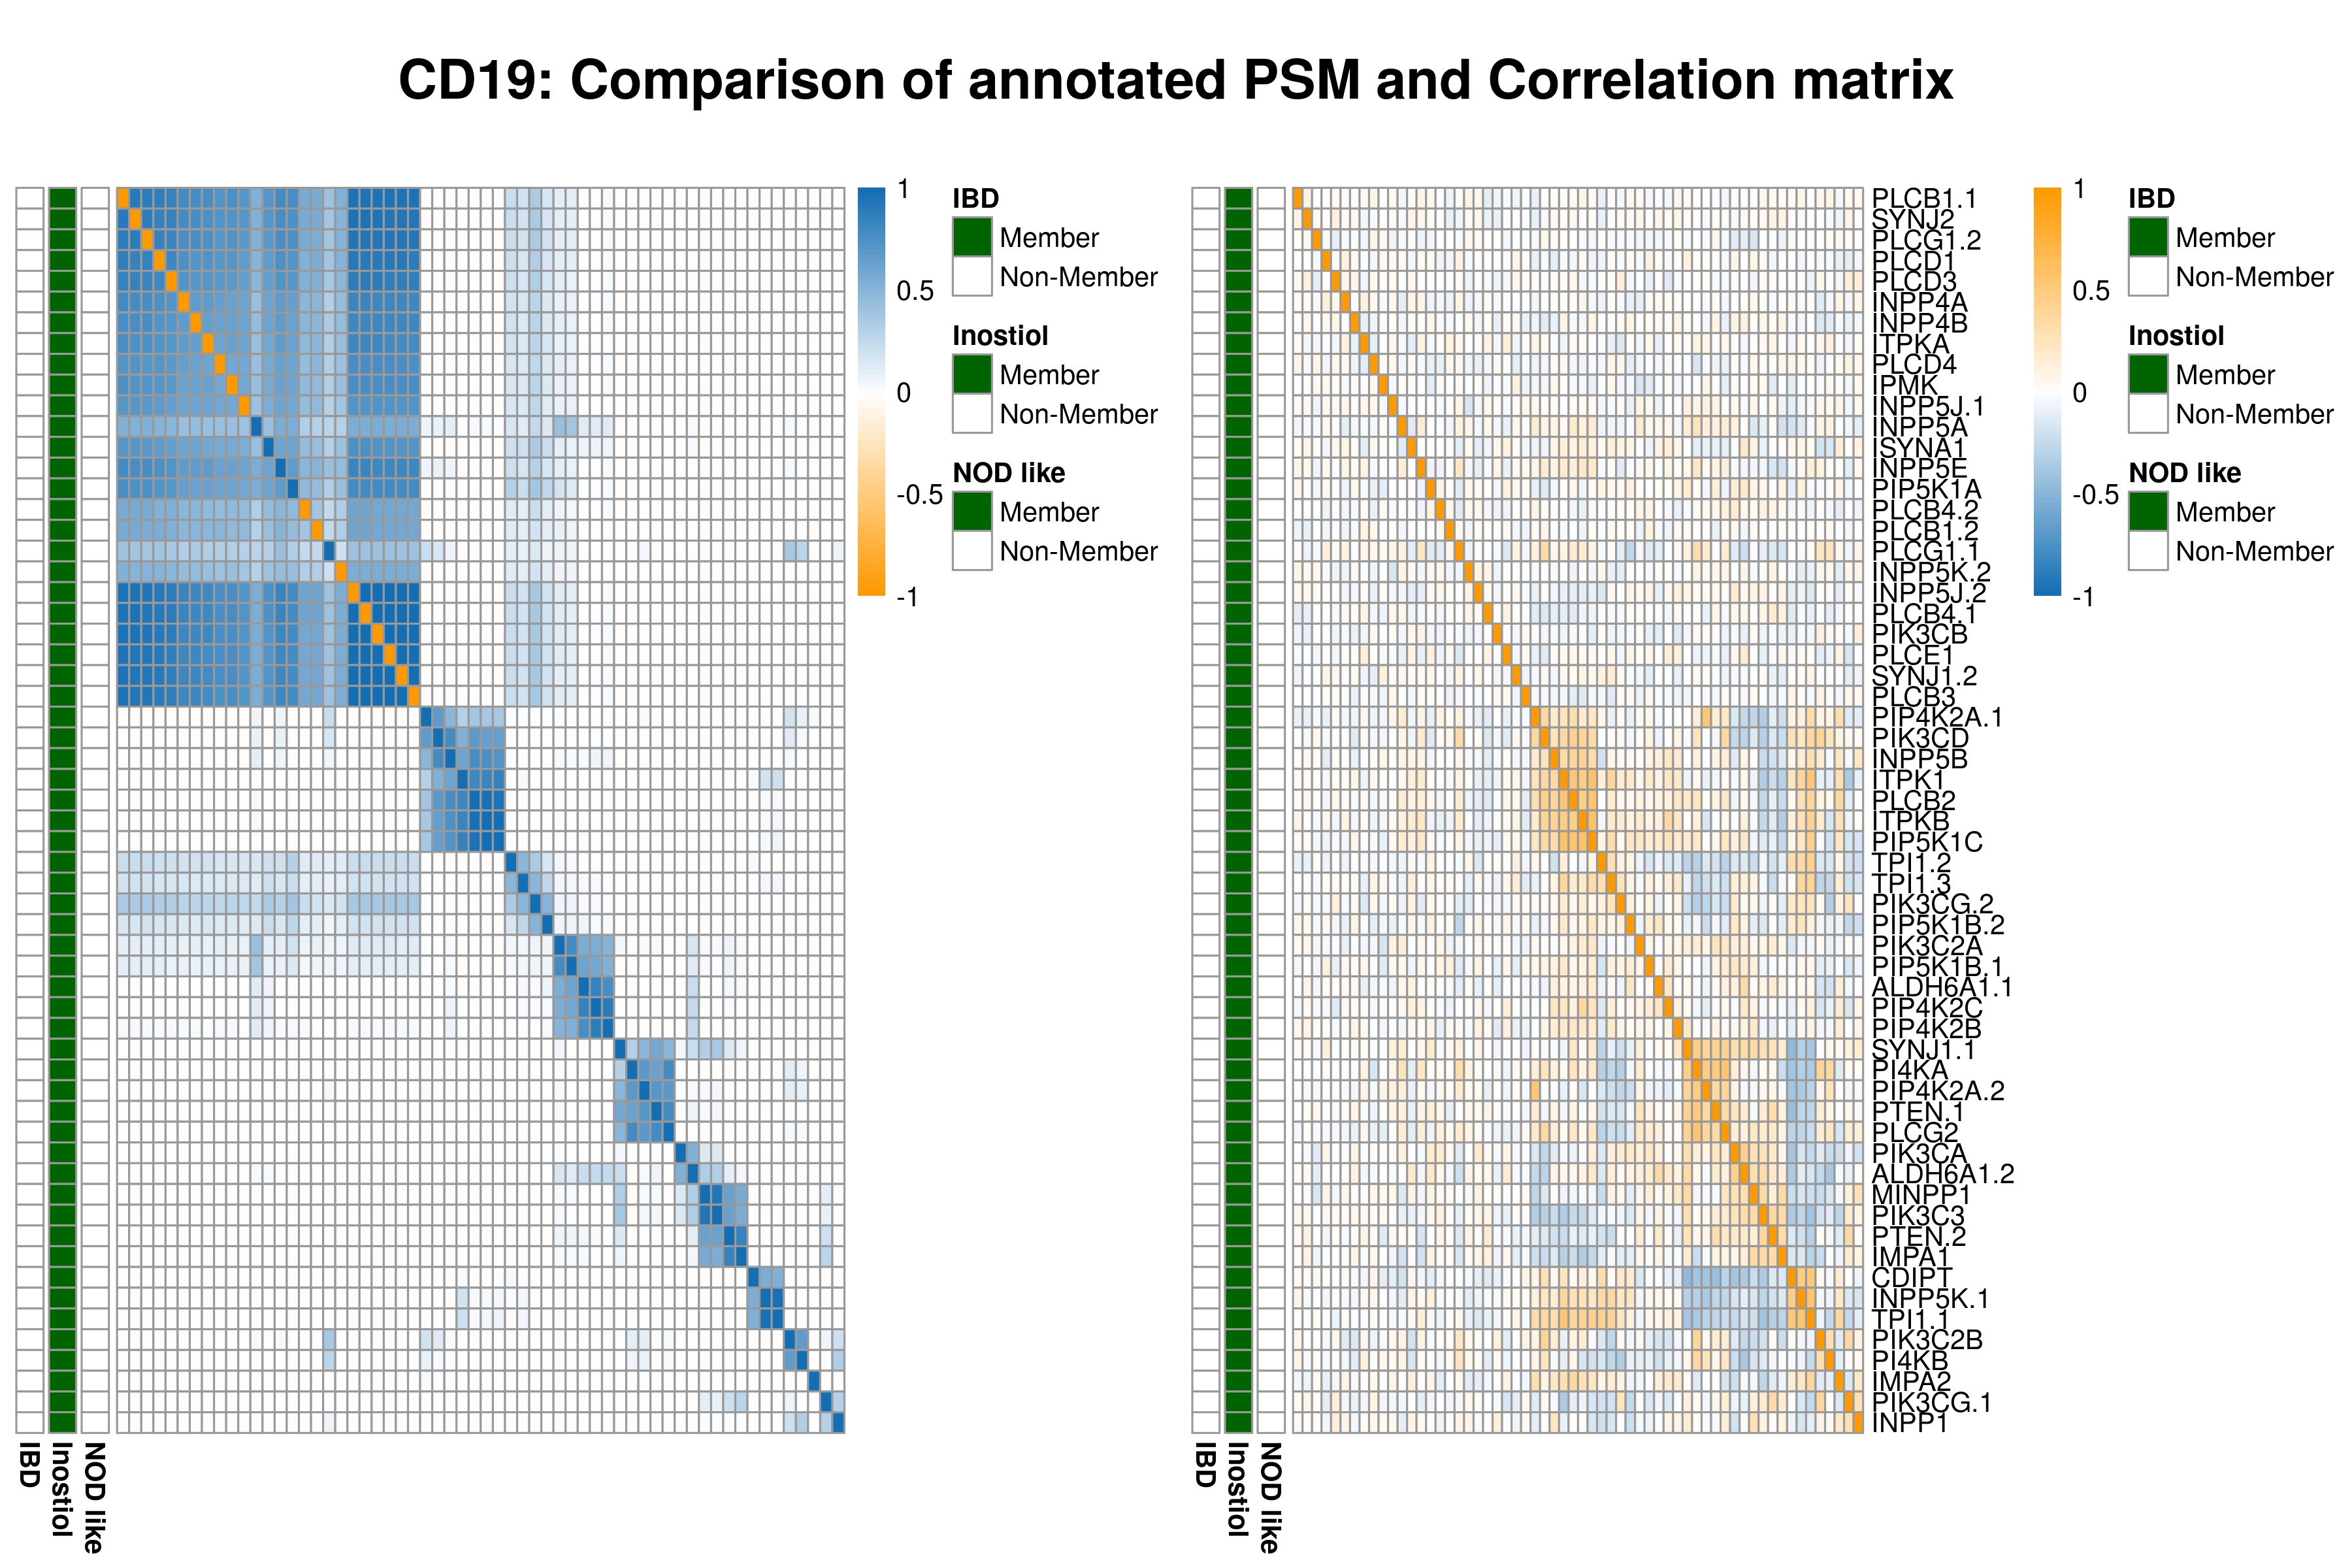 CD19: Comparison of annotated PSM and Correlation matrix
1
0.5
0
-0.5
-1
IBD
Member
Non-Member
Inostiol
Member
Non-Member
NOD like
Member
Non-Member
IBD
Inostiol
NOD like
PLCB1.1
SYNJ2
PLCG1.2
PLCD1
PLCD3
INPP4A
INPP4B
ITPKA
PLCD4
IPMK
INPP5J.1
INPP5A
ISYNA1
INPP5E
PIP5K1A
PLCB4.2
PLCB1.2
PLCG1.1
INPP5K.2
INPP5J.2
PLCB4.1
PIK3CB
PLCE1
SYNJ1.2
PLCB3
PIP4K2A.1
PIK3CD
INPP5B
ITPK1
PLCB2
ITPKB
PIP5K1C
TPI1.2
TPI1.3
PIK3CG.2
PIP5K1B.2
PIK3C2A
PIP5K1B.1
ALDH6A1.1
PIP4K2C
PIP4K2B
SYNJ1.1
PI4KA
PIP4K2A.2
PTEN.1
PLCG2
PIK3CA
ALDH6A1.2
MINPP1
PIK3C3
PTEN.2
IMPA1
CDIPT
INPP5K.1
TPI1.1
PIK3C2B
PI4KB
IMPA2
PIK3CG.1
INPP1
1
0.5
0
-0.5
-1
IBD
Member
Non-Member
Inostiol
Member
Non-Member
NOD like
Member
Non-Member
IBD
Inostiol
NOD like